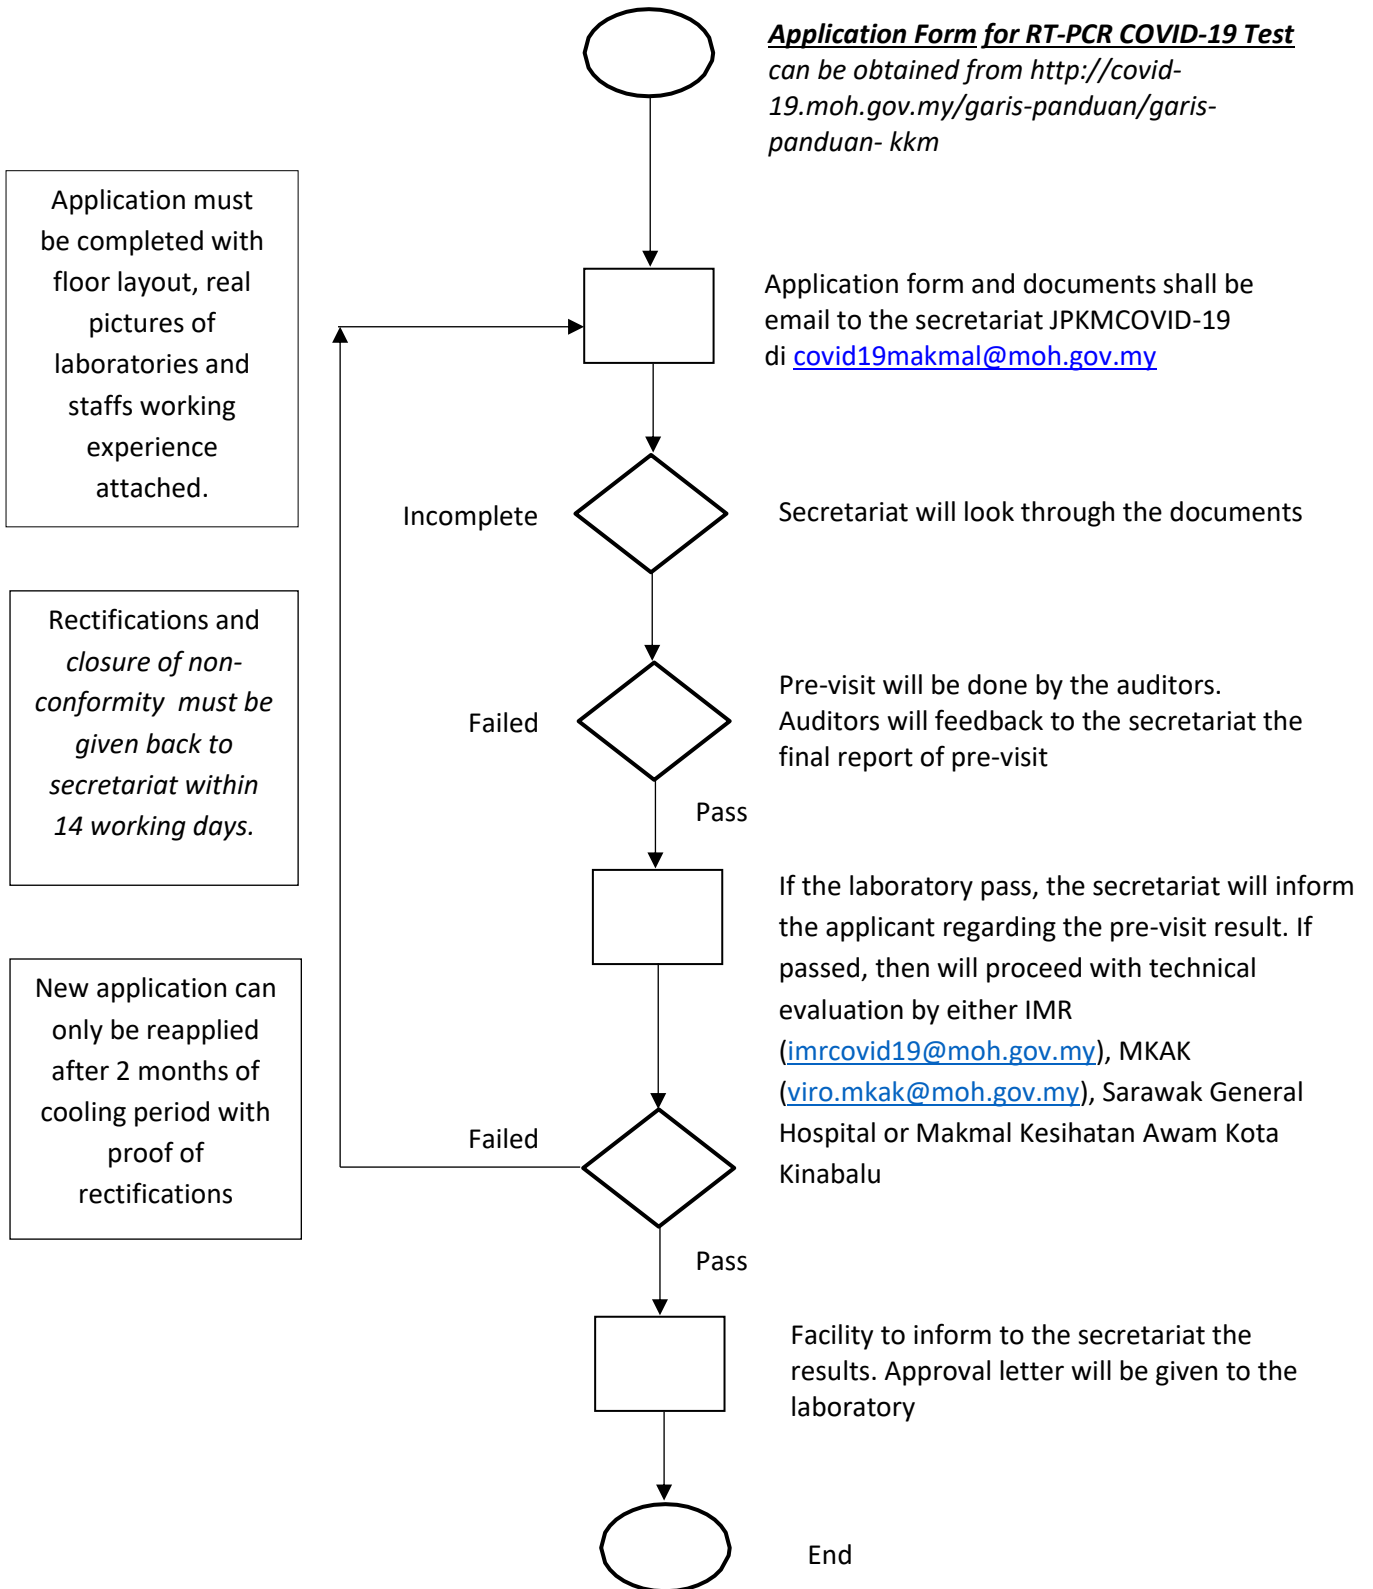 Application Form for RT-PCR COVID-19 Test
can be obtained from http://covid-
19.moh.gov.my/garis-panduan/garis-
panduan- kkm
Application must
be completed with
floor layout, real
pictures of
laboratories and
staffs working
experience
attached.
Application form and documents shall be
email to the secretariat JPKMCOVID-19
di covid19makmal@moh.gov.my
Incomplete
Secretariat will look through the documents
Rectifications and
closure of non-
conformity must be
given back to
secretariat within
14 working days.
Failed
Pre-visit will be done by the auditors.
Auditors will feedback to the secretariat the
final report of pre-visit
Pass
If the laboratory pass, the secretariat will inform
the applicant regarding the pre-visit result. If
passed, then will proceed with technical
evaluation by either IMR
(imrcovid19@moh.gov.my), MKAK
(viro.mkak@moh.gov.my), Sarawak General
Hospital or Makmal Kesihatan Awam Kota
Kinabalu
New application can
only be reapplied
after 2 months of
cooling period with
proof of
rectifications
Failed
Pass
Facility to inform to the secretariat the
results. Approval letter will be given to the
laboratory
End